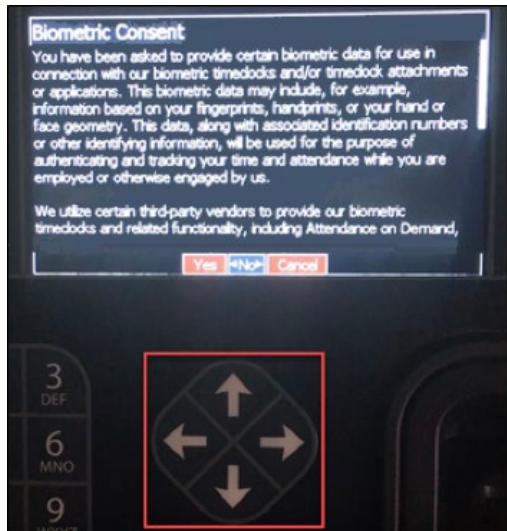 Biometric Consent
You have been asked to provide certain biometric data for use in
connection with our biometric timeclocks and/or timeclock attachments
or applications. This biometric data may include, for example,
information based on your fingerprints, handprints, or your hand or
face geometry. This data, along with associated identification numbers
or other identifying information, will be used for the purpose of
authenticating and tracking your time and attendance while you are
employed or otherwise engaged by us.
We utilize certain third-party vendors to provide our biometric
timeclocks and related functionality, including Attendance on Demand,
Yes No Cancel
3
DEF
6
MNO
9